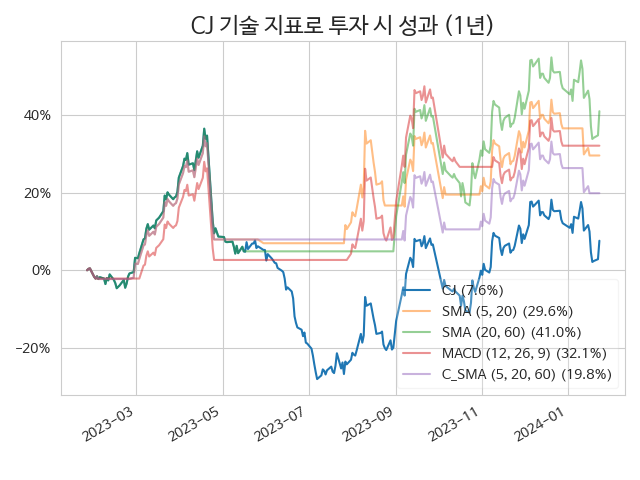 CJ 기술 지표로 투자 시 성과 (1년)
40%
20%
0%
−20%
CJ (7.6%)
SMA (5, 20) (29.6%)
SMA (20, 60) (41.0%)
MACD (12, 26, 9) (32.1%)
C_SMA (5, 20, 60) (19.8%)
2023−03
2023−05
2023−07
2023−09
2023−11
2024−01